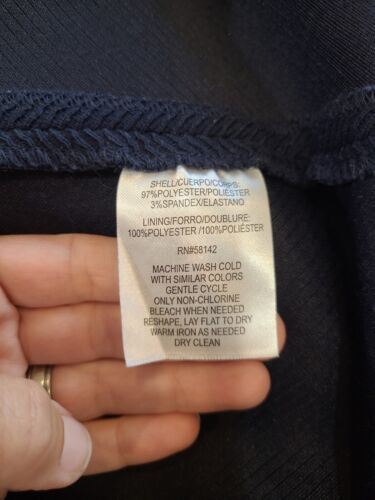 SHELL/CUERPO/CORPS:
97%POLYESTER/POLIESTER
3%SPANDEX/ELASTANO
LINING/FORRO/DOUBLURE:
100%POLYESTER /100%POLIÉSTER
RN#58142
MACHINE WASH COLD
WITH SIMILAR COLORS
GENTLE CYCLE
ONLY NON-CHLORINE
BLEACH WHEN NEEDED
RESHAPE, LAY FLAT TO DRY
WARM IRON AS NEEDED
DRY CLEAN